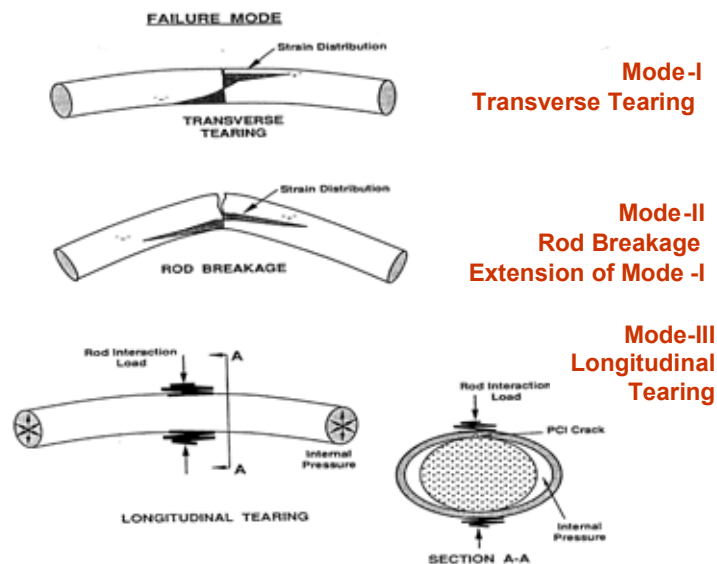 FAILURE MODE
Strain Distribution
TRANSVERSE
TEARING
Mode-I
Transverse Tearing
Strain Distribution
ROD BREAKAGE
Mode-II
Rod Breakage
Extension of Mode -I
Mode-III
Longitudinal
Tearing
Rod Interaction
Load
A
A
Internal
Pressure
LONGITUDINAL TEARING
Rod Interaction
Load
PCI Crack
Internal
Pressure
SECTION A-A